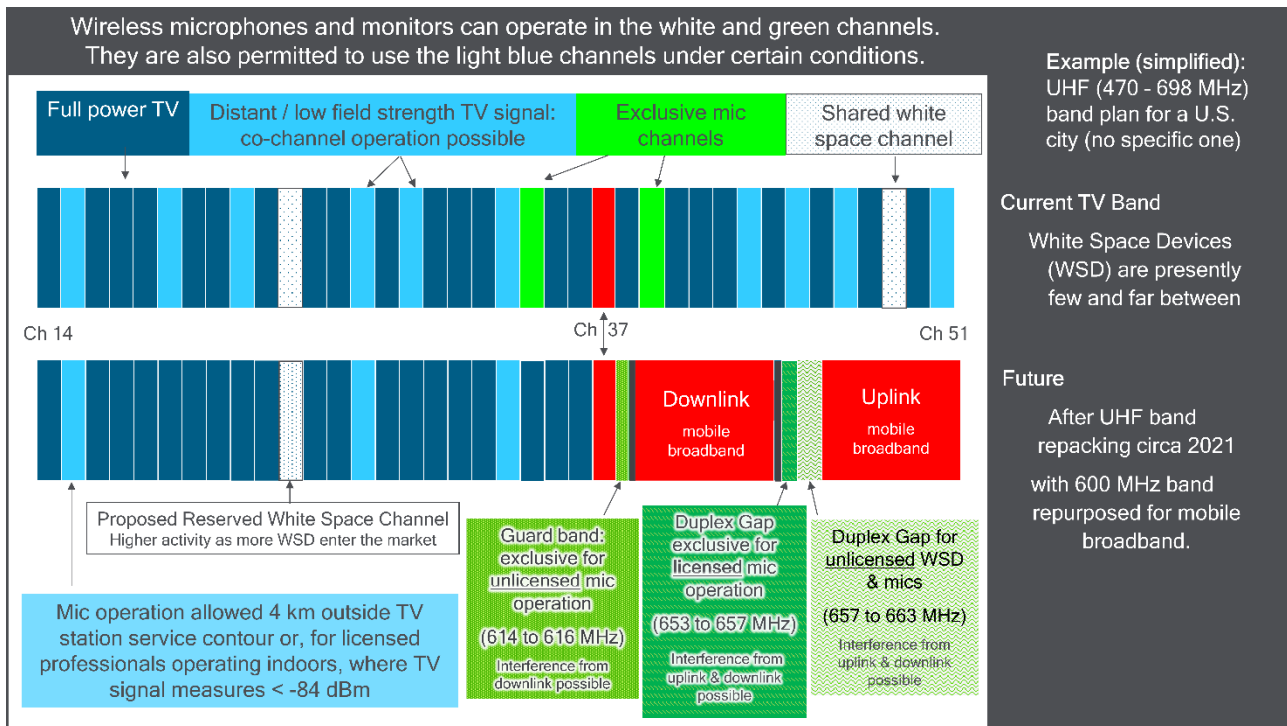 Wireless microphones and monitors can operate in the white and green channels.
They are also permitted to use the light blue channels under certain conditions.
Full power TV
Distant / low field strength TV signal:
co-channel operation possible
Exclusive mic
channels
Shared white
space channel
Example (simplified):
UHF (470 - 698 MHz)
band plan for a U.S.
city (no specific one)
Current TV Band
White Space Devices
(WSD) are presently
few and far between
Ch 14
Ch 37
Ch 51
Downlink
mobile
broadband
Uplink
mobile
broadband
Future
After UHF band
repacking circa 2021
with 600 MHz band
repurposed for mobile
broadband.
Proposed Reserved White Space Channel
Higher activity as more WSD enter the market
Mic operation allowed 4 km outside TV
station service contour or, for licensed
professionals operating indoors, where TV
signal measures < -84 dBm
Guard band:
exclusive for
unlicensed mic
operation
(614 to 616 MHz)
Interference from
downlink possible
Duplex Gap
exclusive for
licensed mic
operation
(653 to 657 MHz)
Interference from
uplink & downlink
possible
Duplex Gap for
unlicensed WSD
& mics
(657 to 663 MHz)
Interference from
uplink & downlink
possible